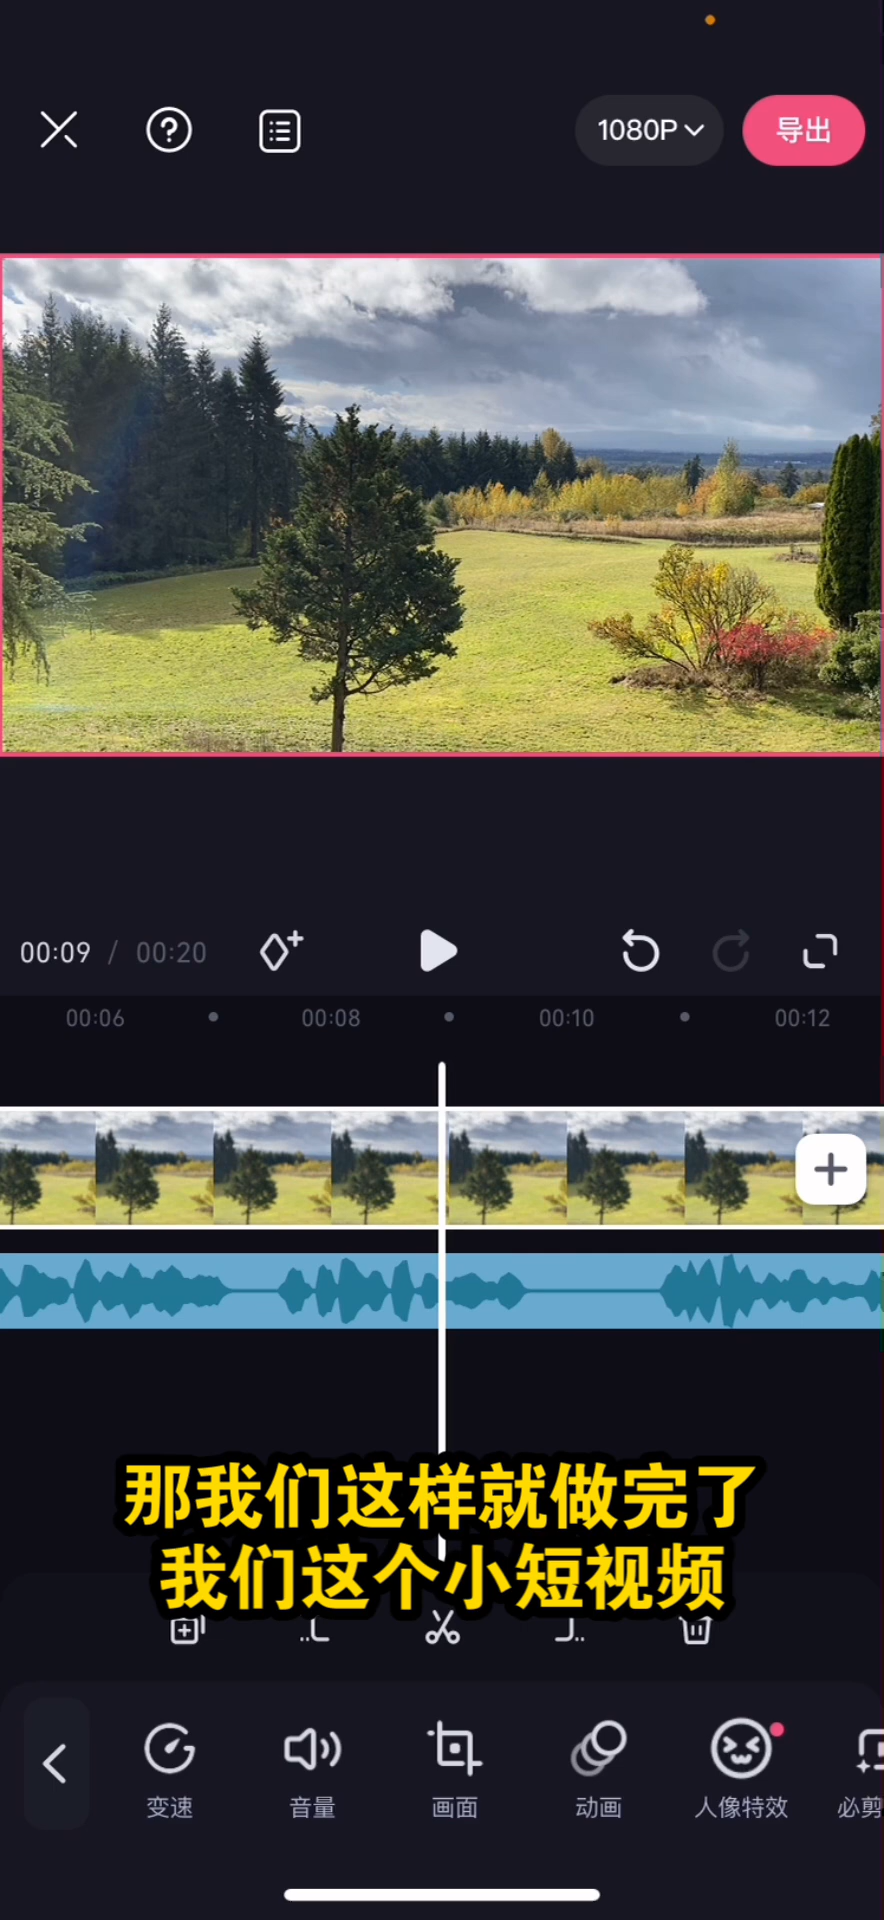 1080P
导出
00:09 / 00:20
00:06 00:08 00:10 00:12
那我们这样就做完了
我们这个小短视频
变速 音量 画面 动画 人像特效 必剪